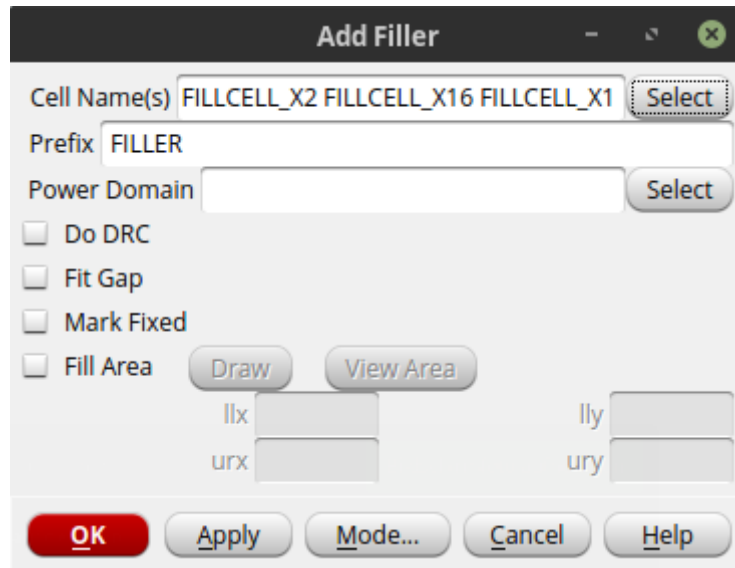 Add Filler
Cell Name(s) FILLCELL_X2 FILLCELL_X16 FILLCELL_X1 Select
Prefix FILLER
Power Domain Select
Do DRC
Fit Gap
Mark Fixed
Fill Area Draw View Area
llx lly
urx ury
OK Apply Mode... Cancel Help